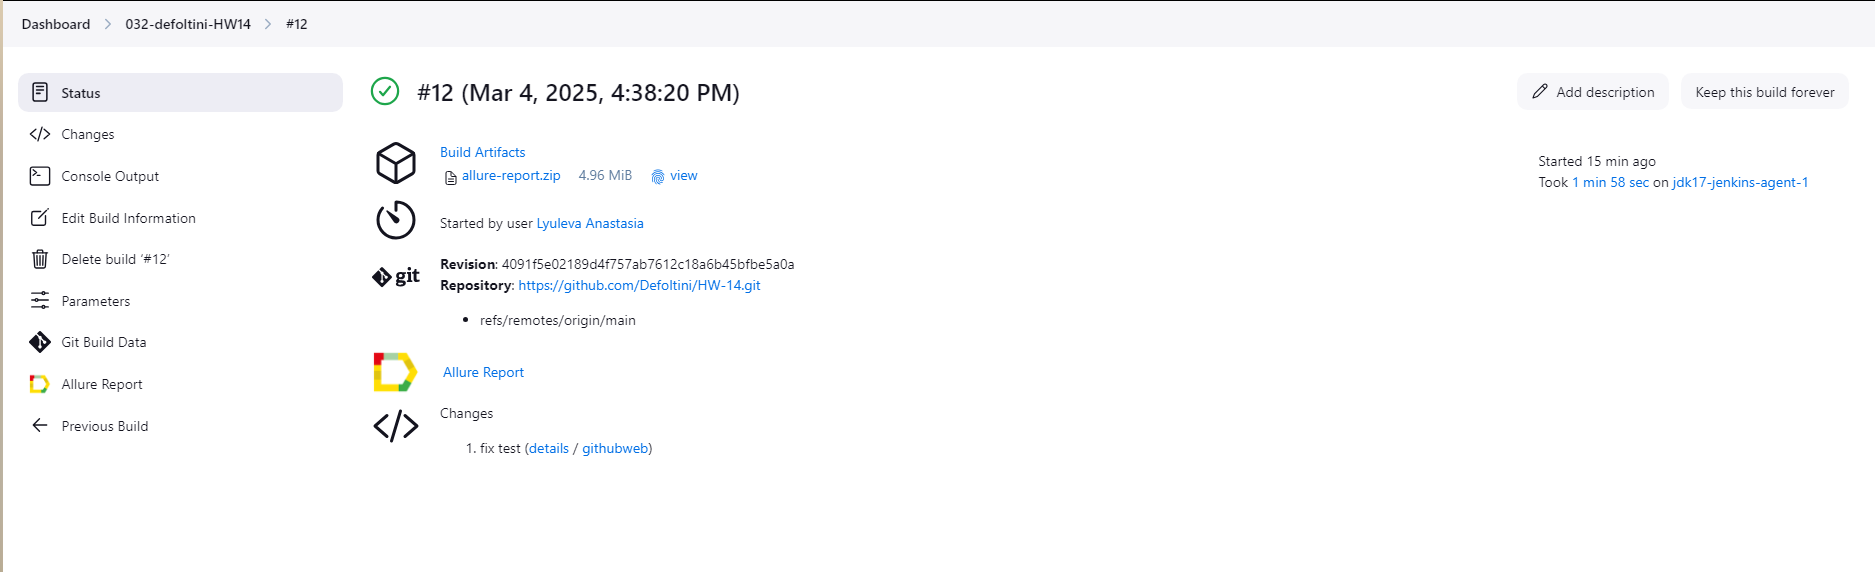 Dashboard > 032-defoltini-HW14 > #12
Status
Changes
Console Output
Edit Build Information
Delete build ‘#12’
Parameters
Git Build Data
Allure Report
Previous Build
#12 (Mar 4, 2025, 4:38:20 PM)
Add description
Keep this build forever
Build Artifacts
allure-report.zip 4.96 MiB view
Started 15 min ago
Took 1 min 58 sec on jdk17-jenkins-agent-1
Started by user Lyuleva Anastasia
git
Revision: 4091f5e02189d4f757ab7612c18a6b45bfbe5a0a
Repository: https://github.com/Defoltini/HW-14.git
• refs/remotes/origin/main
Allure Report
Changes
1. fix test (details / githubweb)